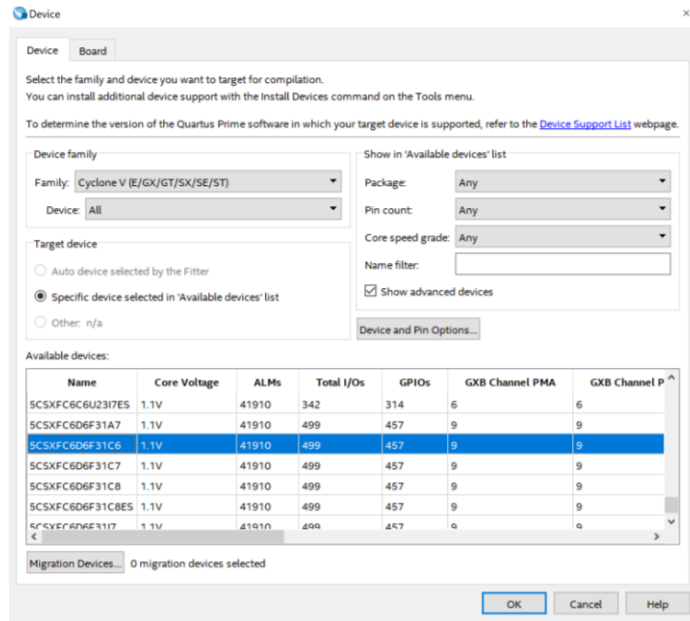 Device
Device Board
Select the family and device you want to target for compilation.
You can install additional device support with the Install Devices command on the Tools menu.
To determine the version of the Quartus Prime software in which your target device is supported, refer to the Device Support List webpage.
Device family
Family: Cyclone V (E/GX/GT/SX/SE/ST)
Device: All
Target device
Auto device selected by the Fitter
Specific device selected in 'Available devices' list
Other: n/a
Show in 'Available devices' list
Package: Any
Pin count: Any
Core speed grade: Any
Name filter:
Show advanced devices
Device and Pin Options...
Available devices:
Name Core Voltage ALMs Total I/Os GPIOs GXB Channel PMA GXB Channel P
5CSXFC6C6U23I7ES 1.1V 41910 342 314 6 6
5CSXFC6D6F31A7 1.1V 41910 499 457 9 9
5CSXFC6D6F31C6 1.1V 41910 499 457 9 9
5CSXFC6D6F31C7 1.1V 41910 499 457 9 9
5CSXFC6D6F31C8 1.1V 41910 499 457 9 9
5CSXFC6D6F31C8ES 1.1V 41910 499 457 9 9
5CSXFC6D6F31I7 1.1V 41910 499 457 9 9
Migration Devices... 0 migration devices selected
OK Cancel Help